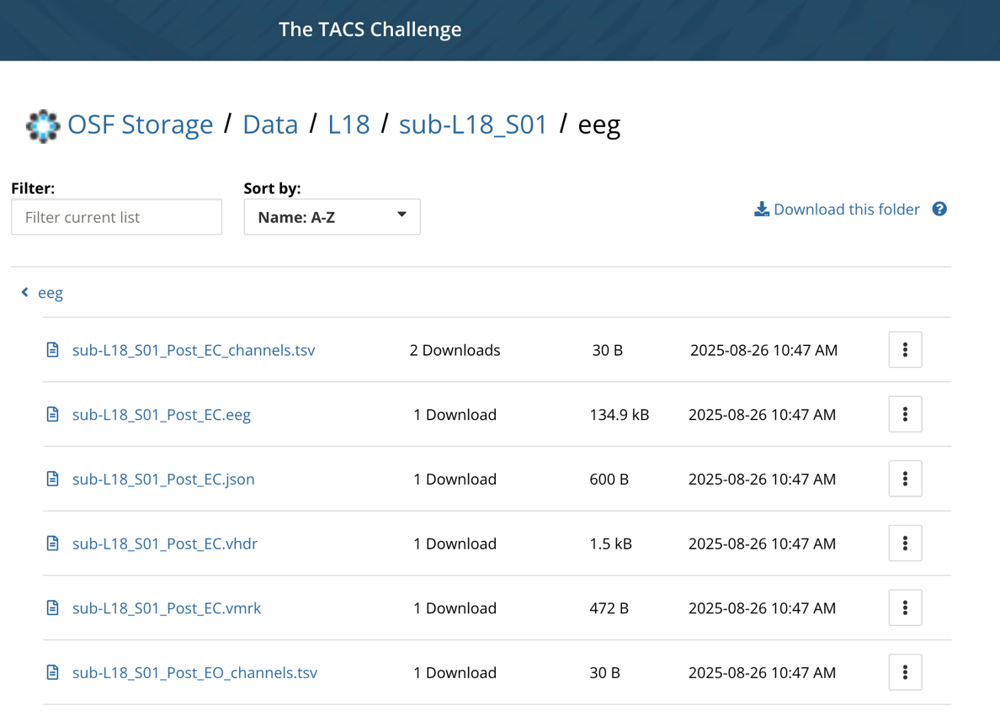 The TACS Challenge
OSF Storage / Data / L18 / sub-L18_S01 / eeg
Filter: Sort by:
Filter current list Name: A-Z Download this folder ?
eeg
sub-L18_S01_Post_EC_channels.tsv 2 Downloads 30 B 2025-08-26 10:47 AM
sub-L18_S01_Post_EC.eeg 1 Download 134.9 kB 2025-08-26 10:47 AM
sub-L18_S01_Post_EC.json 1 Download 600 B 2025-08-26 10:47 AM
sub-L18_S01_Post_EC.vhdr 1 Download 1.5 kB 2025-08-26 10:47 AM
sub-L18_S01_Post_EC.vmrk 1 Download 472 B 2025-08-26 10:47 AM
sub-L18_S01_Post_EO_channels.tsv 1 Download 30 B 2025-08-26 10:47 AM